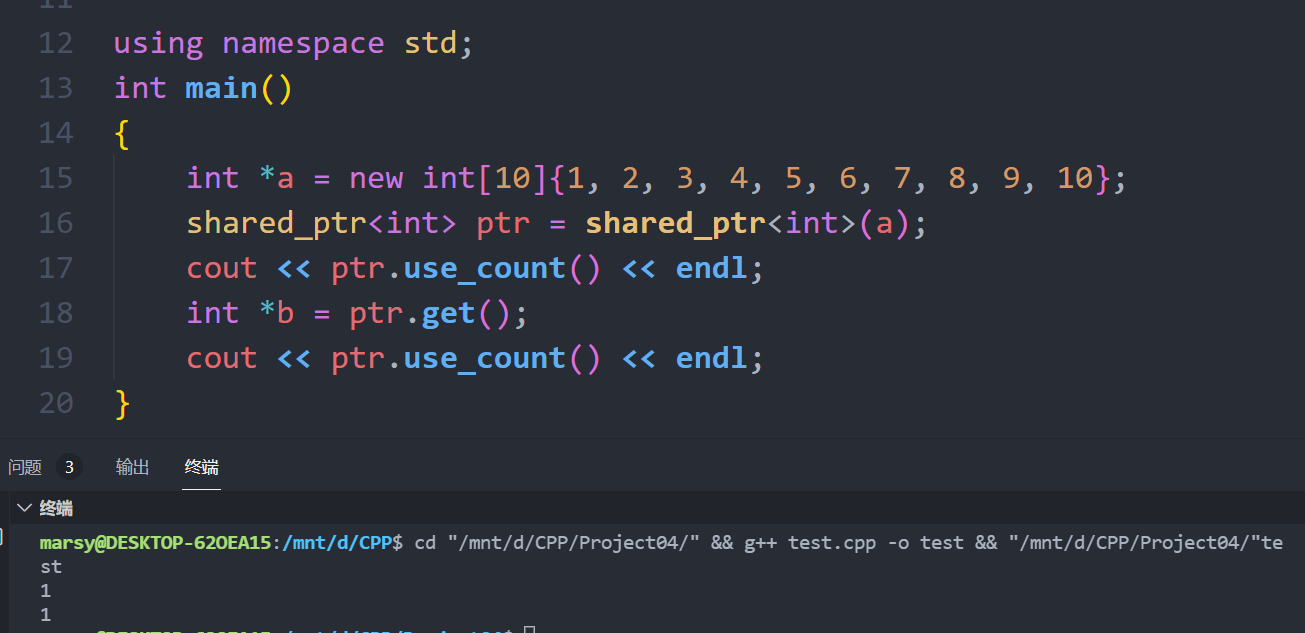 11
12 using namespace std;
13 int main()
14 {
15 int *a = new int[10]{1, 2, 3, 4, 5, 6, 7, 8, 9, 10};
16 shared_ptr<int> ptr = shared_ptr<int>(a);
17 cout << ptr.use_count() << endl;
18 int *b = ptr.get();
19 cout << ptr.use_count() << endl;
20 }
问题 3 输出 终端
终端
marsy@DESKTOP-62OEA15:/mnt/d/CPP$ cd "/mnt/d/CPP/Project04/" && g++ test.cpp -o test && "/mnt/d/CPP/Project04/"te
st
1
1